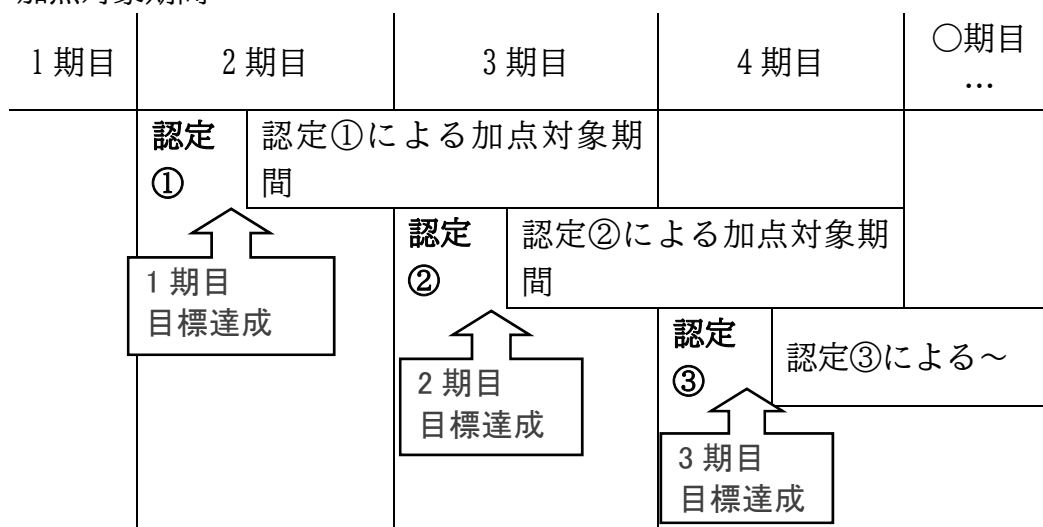 加点対象期間
1期目
2期目
3期目
4期目
○期目
…
認定
①
認定①による加点対象期
間
1期目
目標達成
認定
②
認定②による加点対象期
間
2期目
目標達成
認定
③
認定③による～
3期目
目標達成